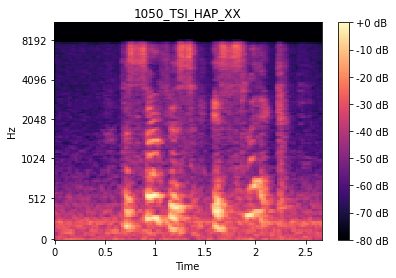 1050_TSI_HAP_XX
+0 dB
8192
-10 dB
4096
-20 dB
-30 dB
2048
Hz
-40 dB
1024
-50 dB
512
-60 dB
-70 dB
0
-80 dB
0 0.5 1 1.5 2 2.5
Time